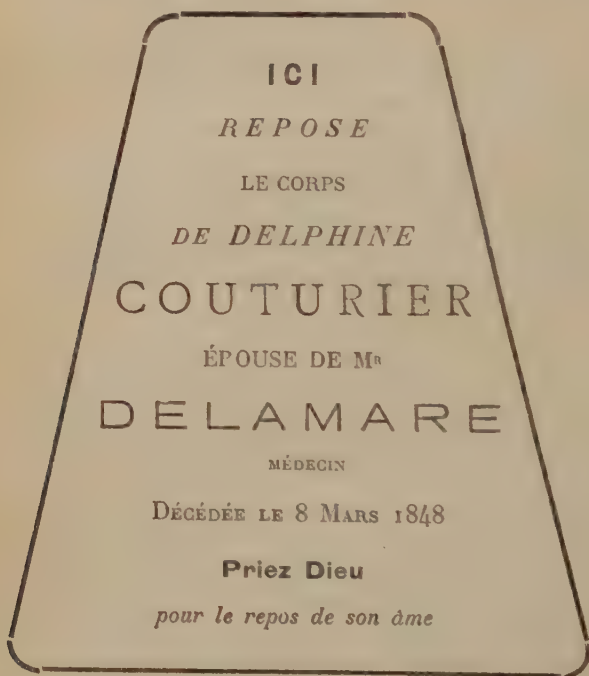 ICI
REPOSE
LE CORPS
DE DELPHINE
COUTURIER
ÉPOUSE DE MR
DELAMARE
MÉDECIN
DÉCÉDÉE LE 8 MARS 1848
Priez Dieu
pour le repos de son âme